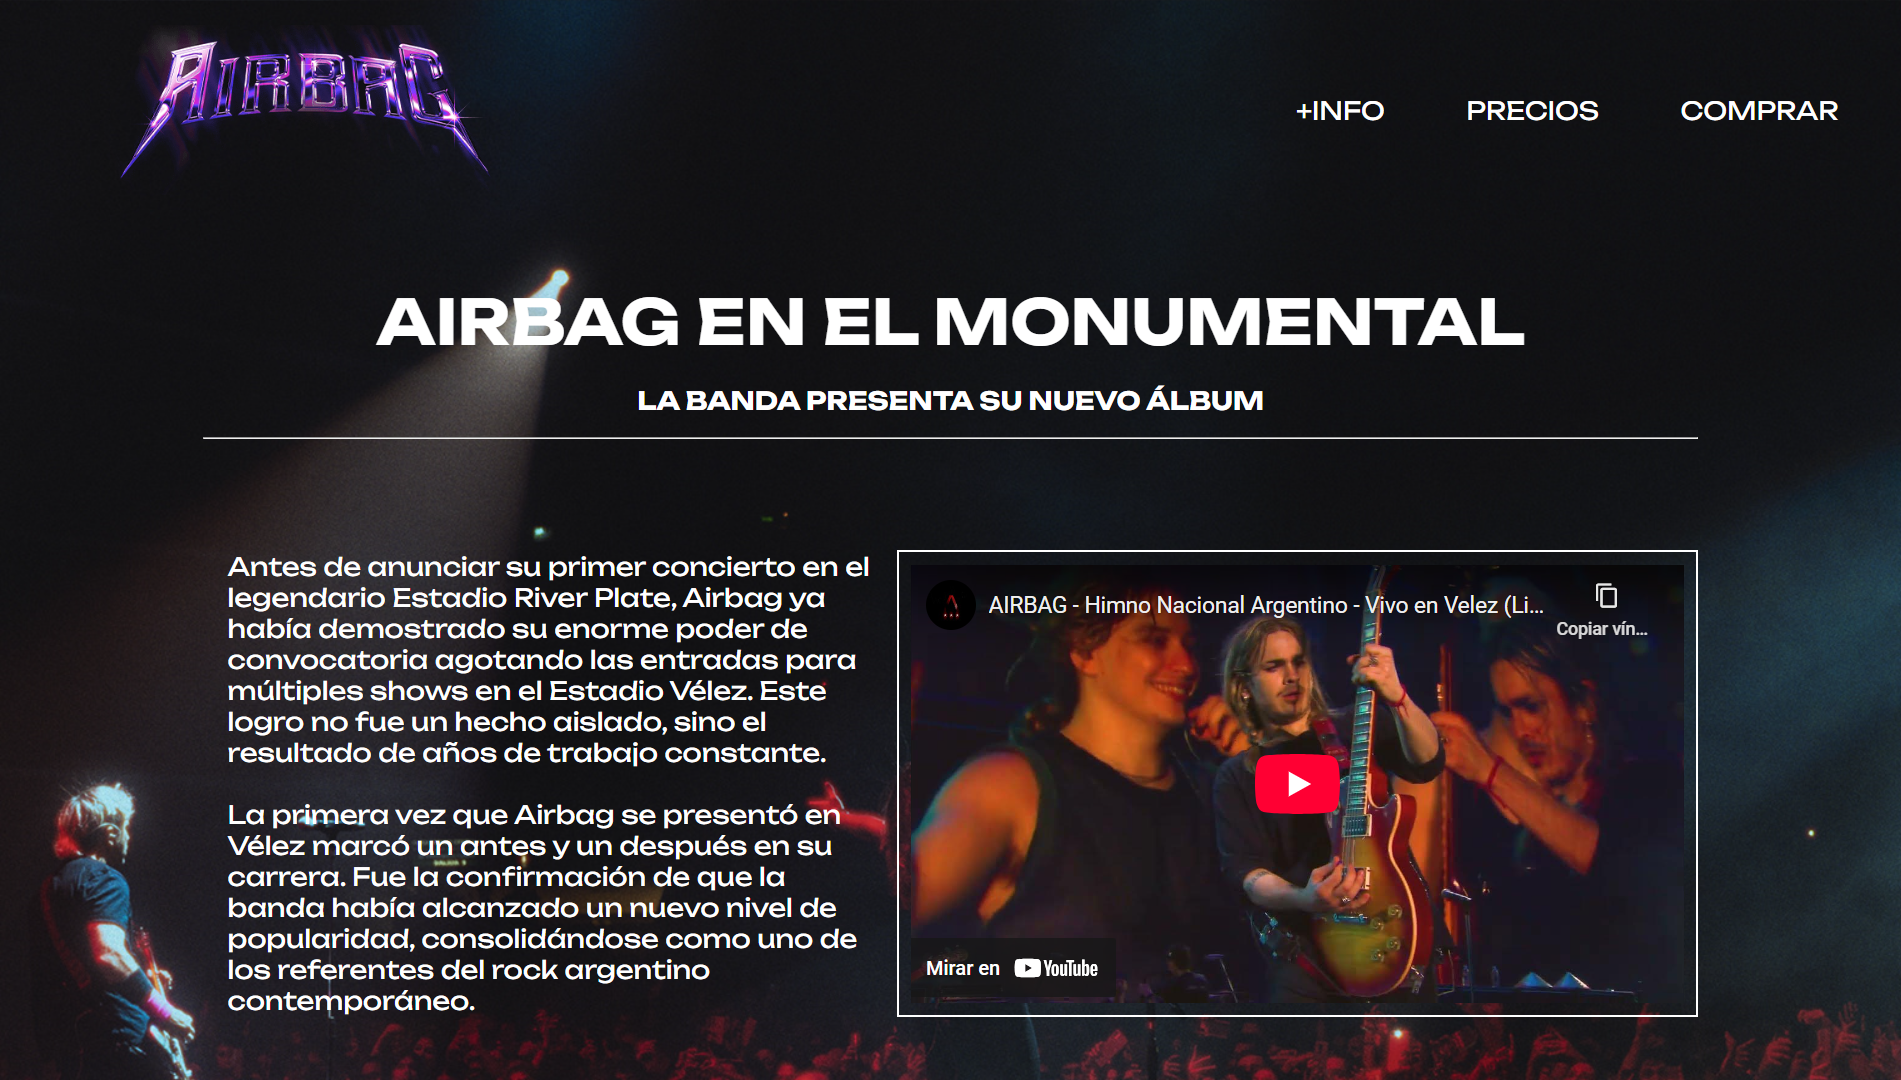 AIRBAG
+INFO
PRECIOS
COMPRAR
AIRBAG EN EL MONUMENTAL
LA BANDA PRESENTA SU NUEVO ÁLBUM
Antes de anunciar su primer concierto en el
legendario Estadio River Plate, Airbag ya
había demostrado su enorme poder de
convocatoria agotando las entradas para
múltiples shows en el Estadio Vélez. Este
logro no fue un hecho aislado, sino el
resultado de años de trabajo constante.
La primera vez que Airbag se presentó en
Vélez marcó un antes y un después en su
carrera. Fue la confirmación de que la
banda había alcanzado un nuevo nivel de
popularidad, consolidándose como uno de
los referentes del rock argentino
contemporáneo.
AIRBAG - Himno Nacional Argentino - Vivo en Velez (Li...
Copiar vín...
Mirar en YouTube